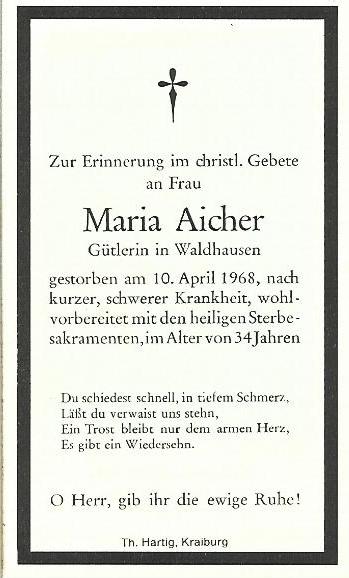 Zur Erinnerung im christl. Gebete
an Frau
Maria Aicher
Gütlerin in Waldhausen
gestorben am 10. April 1968, nach
kurzer, schwerer Krankheit, wohl-
vorbereitet mit den heiligen Sterbe-
sakramenten, im Alter von 34 Jahren
Du schiedest schnell, in tiefem Schmerz,
Läßt du verwaist uns stehn,
Ein Trost bleibt nur dem armen Herz,
Es gibt ein Wiedersehn.
O Herr, gib ihr die ewige Ruhe!
Th. Hartig, Kraiburg